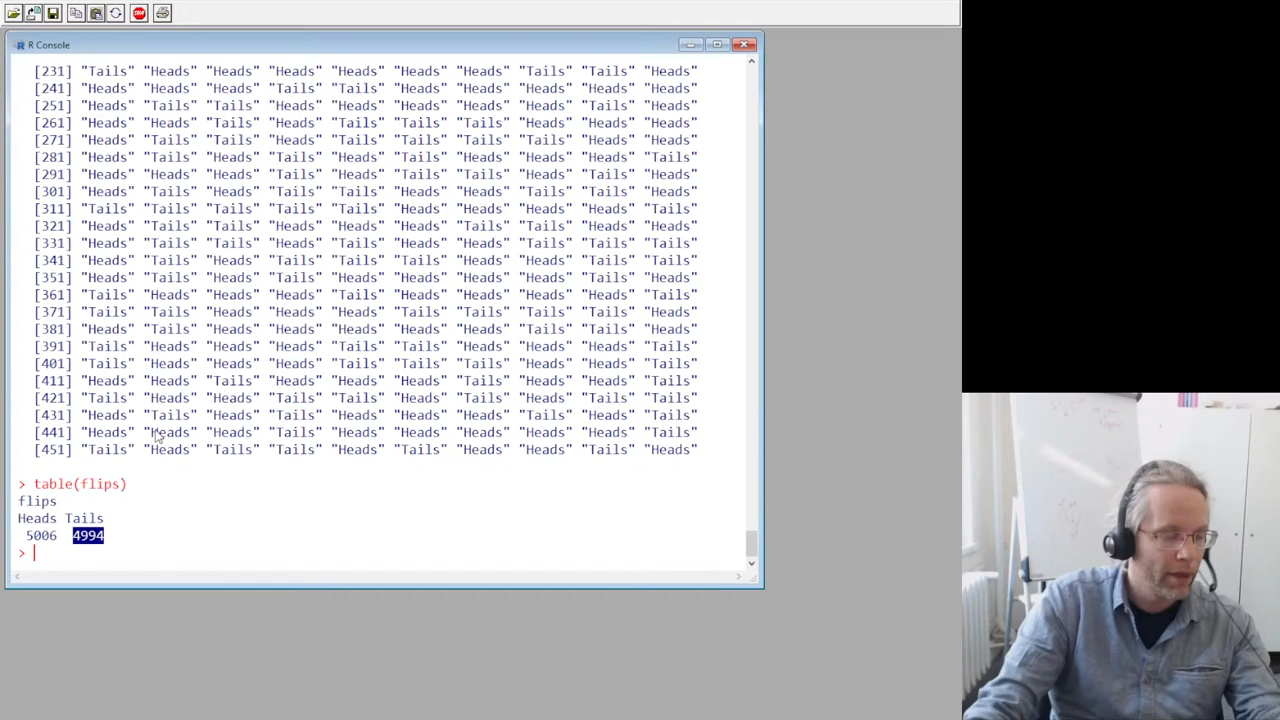 R Console
[231] "Tails" "Heads" "Heads" "Heads" "Heads" "Heads" "Heads" "Tails" "Tails" "Heads"
[241] "Heads" "Heads" "Heads" "Tails" "Tails" "Heads" "Heads" "Heads" "Heads" "Heads"
[251] "Heads" "Tails" "Tails" "Heads" "Heads" "Heads" "Heads" "Heads" "Tails" "Heads"
[261] "Heads" "Heads" "Tails" "Heads" "Tails" "Tails" "Tails" "Heads" "Heads" "Heads"
[271] "Heads" "Tails" "Tails" "Heads" "Tails" "Tails" "Tails" "Tails" "Heads" "Heads"
[281] "Heads" "Tails" "Heads" "Tails" "Heads" "Tails" "Heads" "Heads" "Heads" "Tails"
[291] "Heads" "Heads" "Heads" "Tails" "Heads" "Tails" "Tails" "Heads" "Tails" "Heads"
[301] "Heads" "Tails" "Heads" "Tails" "Tails" "Heads" "Heads" "Tails" "Tails" "Heads"
[311] "Tails" "Tails" "Tails" "Tails" "Tails" "Heads" "Heads" "Heads" "Heads" "Tails"
[321] "Heads" "Tails" "Tails" "Heads" "Heads" "Heads" "Tails" "Tails" "Heads" "Heads"
[331] "Heads" "Tails" "Tails" "Heads" "Tails" "Heads" "Heads" "Tails" "Tails" "Tails"
[341] "Heads" "Tails" "Heads" "Tails" "Tails" "Tails" "Heads" "Heads" "Heads" "Tails"
[351] "Heads" "Tails" "Heads" "Tails" "Heads" "Heads" "Heads" "Heads" "Tails" "Heads"
[361] "Tails" "Heads" "Heads" "Heads" "Tails" "Heads" "Heads" "Heads" "Heads" "Tails"
[371] "Tails" "Tails" "Heads" "Heads" "Heads" "Tails" "Tails" "Tails" "Tails" "Heads"
[381] "Heads" "Tails" "Heads" "Heads" "Heads" "Heads" "Heads" "Tails" "Tails" "Heads"
[391] "Tails" "Heads" "Heads" "Heads" "Tails" "Tails" "Heads" "Heads" "Heads" "Tails"
[401] "Tails" "Heads" "Heads" "Heads" "Tails" "Tails" "Tails" "Heads" "Heads" "Tails"
[411] "Heads" "Heads" "Tails" "Heads" "Heads" "Heads" "Tails" "Heads" "Heads" "Tails"
[421] "Tails" "Heads" "Heads" "Tails" "Heads" "Heads" "Tails" "Heads" "Tails" "Tails"
[431] "Heads" "Tails" "Heads" "Tails" "Heads" "Heads" "Heads" "Tails" "Heads" "Tails"
[441] "Heads" "Heads" "Heads" "Tails" "Heads" "Heads" "Heads" "Heads" "Heads" "Tails"
[451] "Tails" "Heads" "Tails" "Tails" "Heads" "Tails" "Heads" "Heads" "Tails" "Heads"
> table(flips)
flips
Heads Tails
5006 4994
>